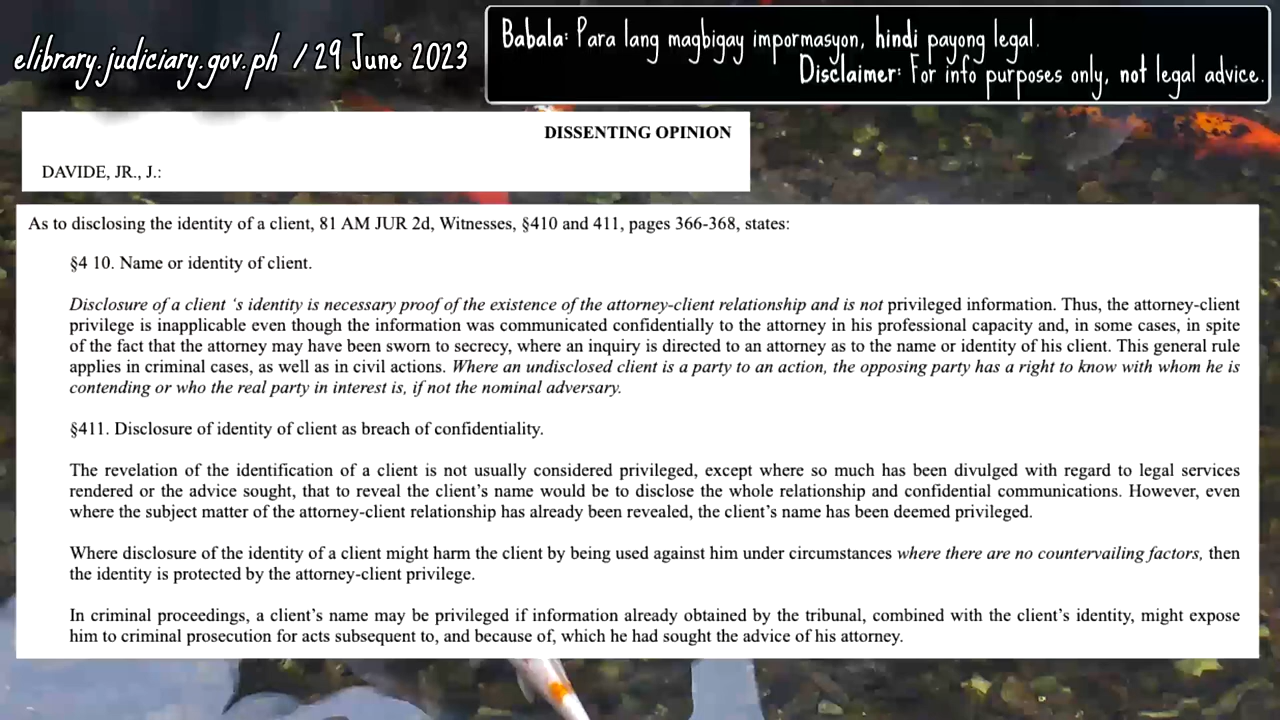 elibrary.judiciary.gov.ph / 29 June 2023
Babala: Para lang magbigay impormasyon, hindi payong legal.
Disclaimer: For info purposes only, not legal advice.
DISSENTING OPINION
DAVIDE, JR., J.:
As to disclosing the identity of a client, 81 AM JUR 2d, Witnesses, §410 and 411, pages 366-368, states:
§4 10. Name or identity of client.
Disclosure of a client ‘s identity is necessary proof of the existence of the attorney-client relationship and is not privileged information. Thus, the attorney-client
privilege is inapplicable even though the information was communicated confidentially to the attorney in his professional capacity and, in some cases, in spite
of the fact that the attorney may have been sworn to secrecy, where an inquiry is directed to an attorney as to the name or identity of his client. This general rule
applies in criminal cases, as well as in civil actions. Where an undisclosed client is a party to an action, the opposing party has a right to know with whom he is
contending or who the real party in interest is, if not the nominal adversary.
§411. Disclosure of identity of client as breach of confidentiality.
The revelation of the identification of a client is not usually considered privileged, except where so much has been divulged with regard to legal services
rendered or the advice sought, that to reveal the client’s name would be to disclose the whole relationship and confidential communications. However, even
where the subject matter of the attorney-client relationship has already been revealed, the client’s name has been deemed privileged.
Where disclosure of the identity of a client might harm the client by being used against him under circumstances where there are no countervailing factors, then
the identity is protected by the attorney-client privilege.
In criminal proceedings, a client’s name may be privileged if information already obtained by the tribunal, combined with the client’s identity, might expose
him to criminal prosecution for acts subsequent to, and because of, which he had sought the advice of his attorney.